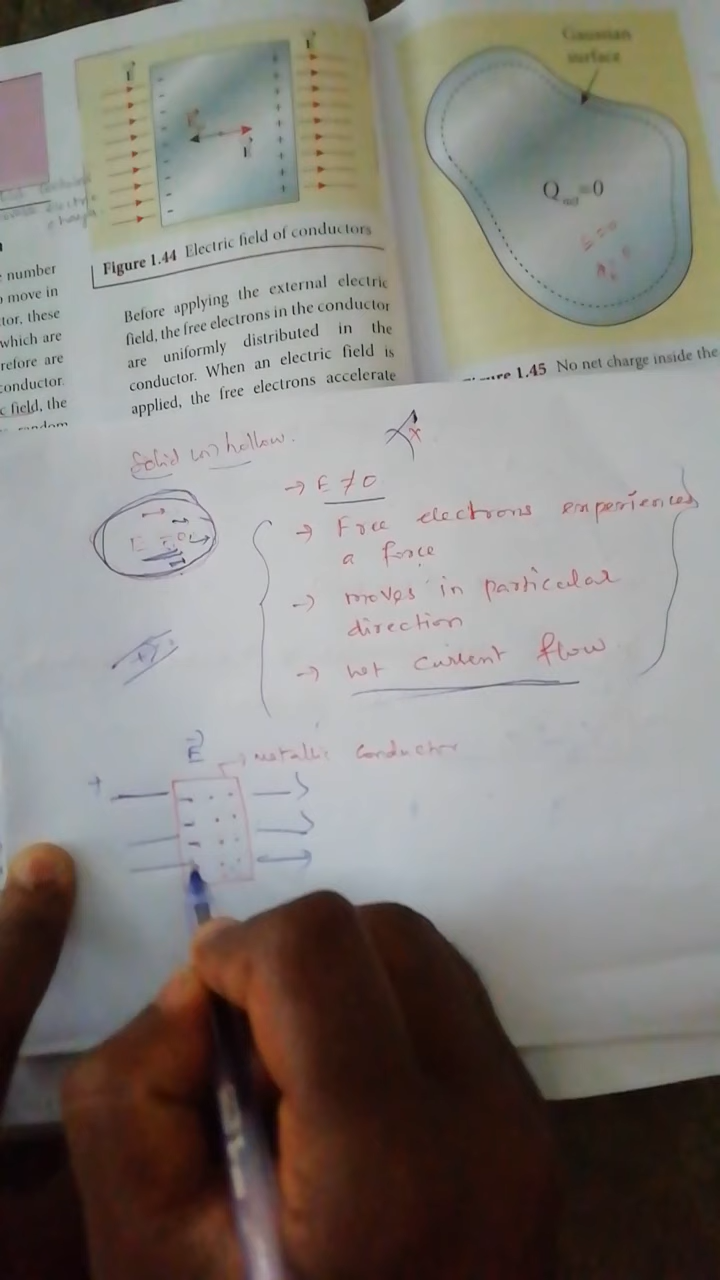 Gaussian
surface
Q = 0
Figure 1.44 Electric field of conductors
Before applying the external electric
field, the free electrons in the conductor
are uniformly distributed in the
conductor. When an electric field is
applied, the free electrons accelerate
number
move in
tor, these
which are
refore are
conductor.
c field, the
random
1.45 No net charge inside the
Solid hollow.
→ E ≠ 0
→ Free electrons experiences
a force
→ moves in particular
direction
→ net current flow
E
→ metallic conductor
+